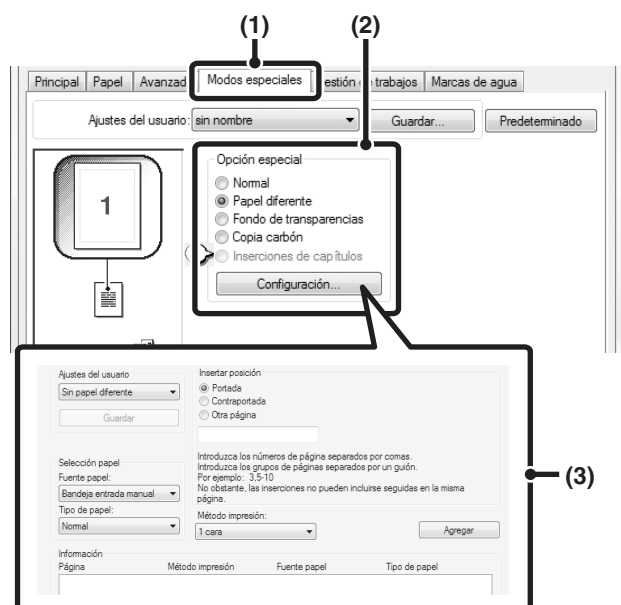 (1) (2)
Principal Papel Avanzad Modos especiales estión de trabajos Marcas de agua
Ajustes del usuario: sin nombre Guardar... Predeterminado
Opción especial
Normal
Papel diferente
Fondo de transparencias
Copia carbón
Inserciones de capítulos
Configuración...
1
Ajustes del usuario
Sin papel diferente
Guardar
Insertar posición
Portada
Contraportada
Otra página
Introduzca los números de página separados por comas.
Introduzca los grupos de páginas separados por un guión.
Por ejemplo: 3,5-10
No obstante, las inserciones no pueden incluirse seguidas en la misma
página.
Selección papel
Fuente papel:
Bandeja entrada manual
Tipo de papel:
Normal
Método impresión:
1 cara
Agregar
(3)
Información
Página Método impresión Fuente papel Tipo de papel